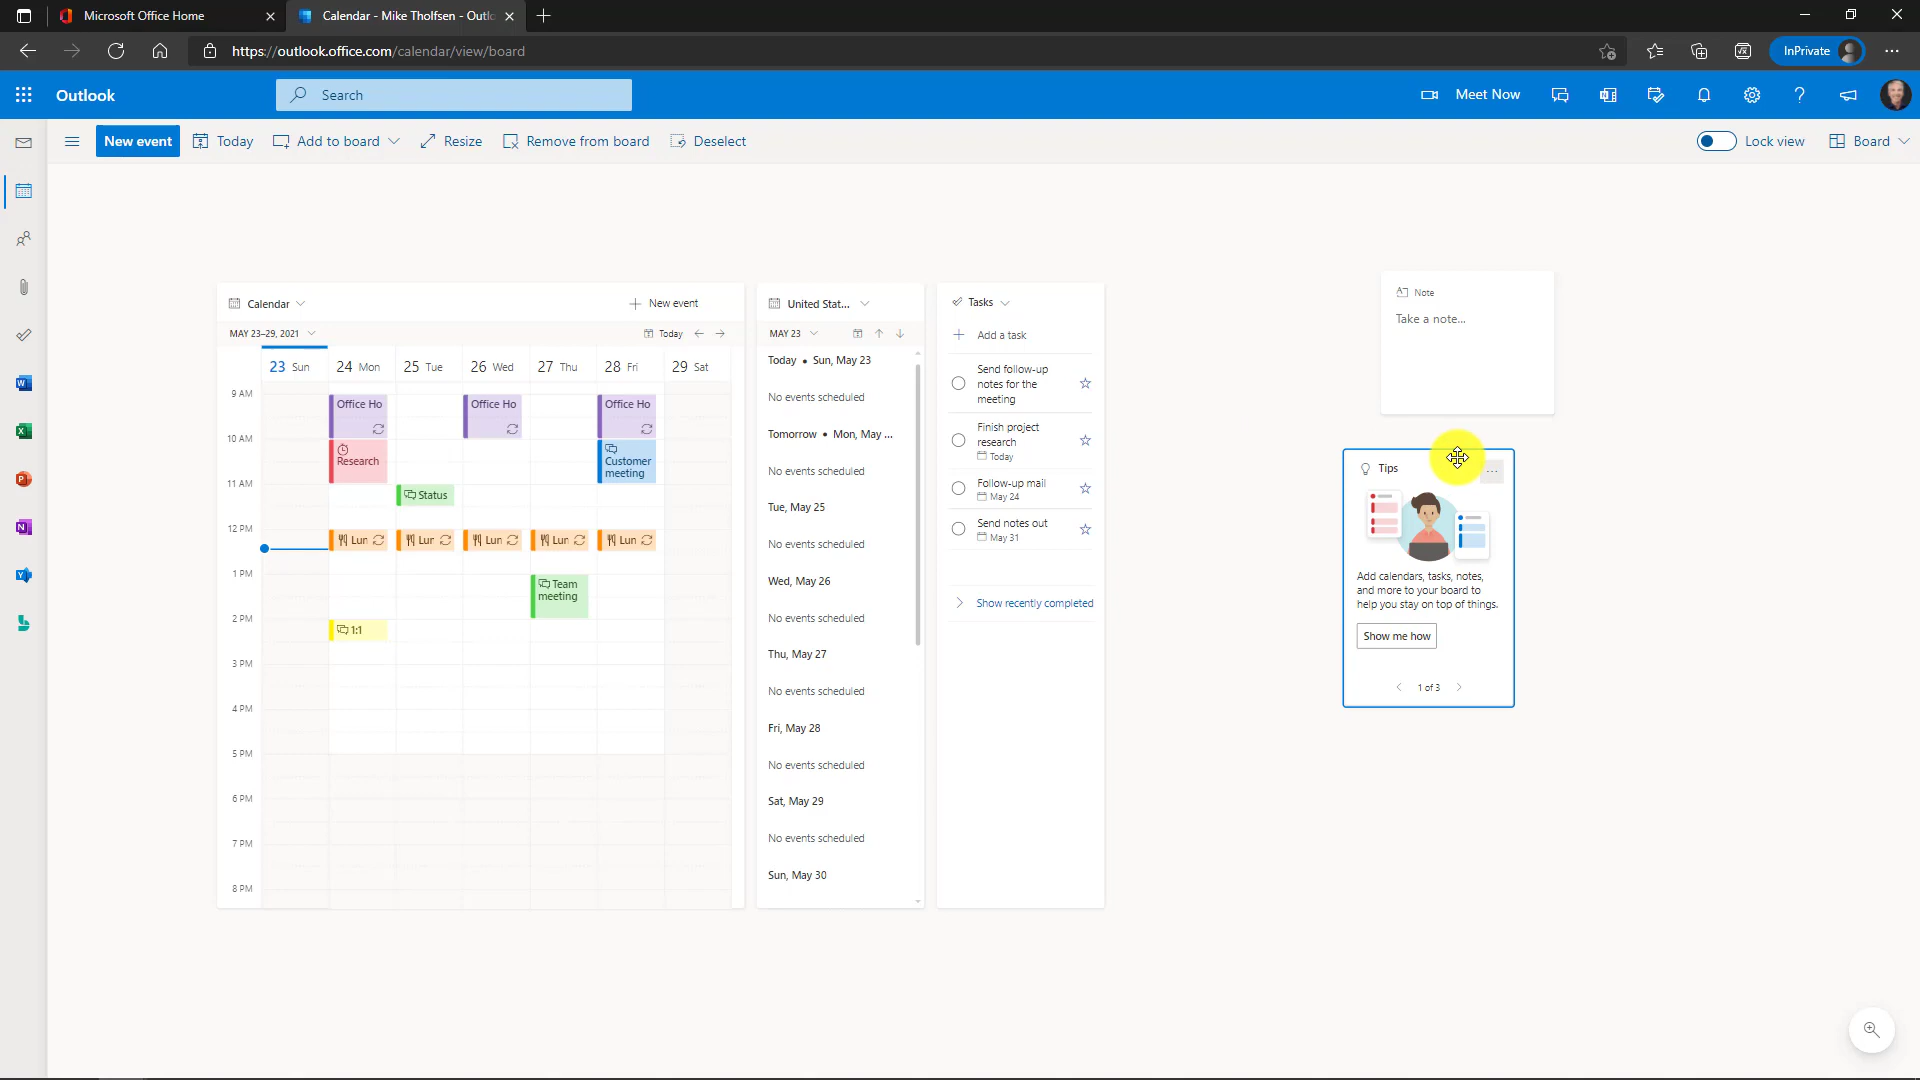 Microsoft Office Home
Calendar - Mike Tholfsen - Outlo
https://outlook.office.com/calendar/view/board
InPrivate
Outlook
Search
Meet Now
New event
Today
Add to board
Resize
Remove from board
Deselect
Lock view
Board
Calendar
New event
MAY 23–29, 2021
Today
23 Sun
24 Mon
25 Tue
26 Wed
27 Thu
28 Fri
29 Sat
9 AM
Office Ho
Office Ho
Office Ho
10 AM
Research
Customer
meeting
11 AM
Status
12 PM
Lun
Lun
Lun
Lun
Lun
1 PM
Team
meeting
2 PM
1:1
3 PM
4 PM
5 PM
6 PM
7 PM
8 PM
United Stat...
MAY 23
Today • Sun, May 23
No events scheduled
Tomorrow • Mon, May ...
No events scheduled
Tue, May 25
No events scheduled
Wed, May 26
No events scheduled
Thu, May 27
No events scheduled
Fri, May 28
No events scheduled
Sat, May 29
No events scheduled
Sun, May 30
Tasks
Add a task
Send follow-up
notes for the
meeting
Finish project
research
Today
Follow-up mail
May 24
Send notes out
May 31
Show recently completed
Note
Take a note...
Tips
Add calendars, tasks, notes,
and more to your board to
help you stay on top of things.
Show me how
1 of 3